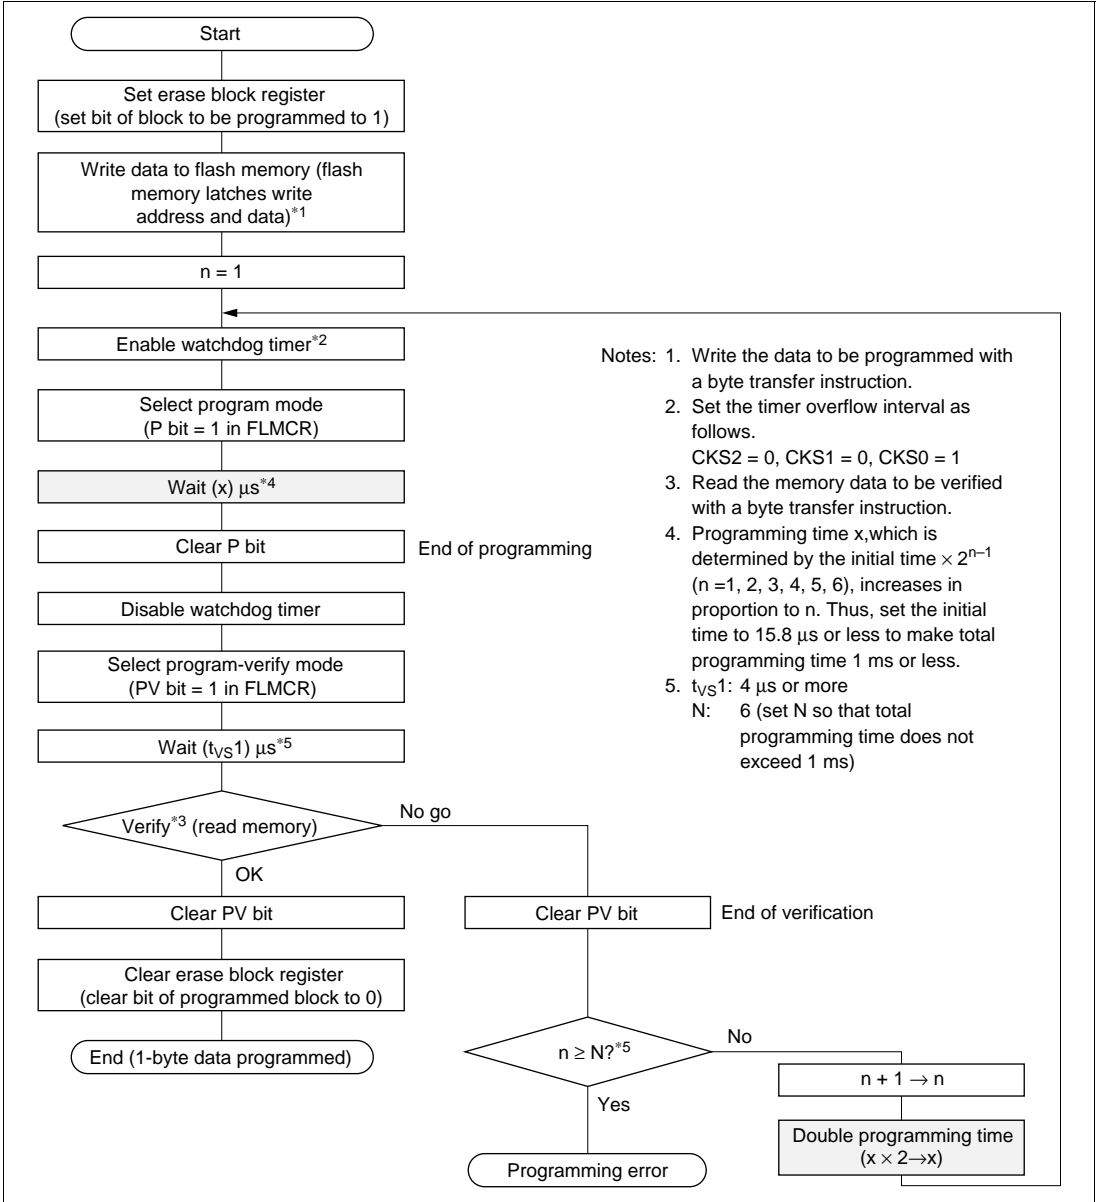 Start
Set erase block register
(set bit of block to be programmed to 1)
Write data to flash memory (flash
memory latches write
address and data)*1
n = 1
Enable watchdog timer*2
Select program mode
(P bit = 1 in FLMCR)
Wait (x) μs*4
Clear P bit
End of programming
Disable watchdog timer
Select program-verify mode
(PV bit = 1 in FLMCR)
Wait (tVS1) μs*5
Verify*3 (read memory)
No go
OK
Clear PV bit
Clear erase block register
(clear bit of programmed block to 0)
End (1-byte data programmed)
Clear PV bit
End of verification
n ≥ N?*5
No
Yes
Programming error
n + 1 → n
Double programming time
(x × 2→x)
Notes: 1. Write the data to be programmed with
a byte transfer instruction.
2. Set the timer overflow interval as
follows.
CKS2 = 0, CKS1 = 0, CKS0 = 1
3. Read the memory data to be verified
with a byte transfer instruction.
4. Programming time x,which is
determined by the initial time × 2n–1
(n =1, 2, 3, 4, 5, 6), increases in
proportion to n. Thus, set the initial
time to 15.8 μs or less to make total
programming time 1 ms or less.
5. tVS1: 4 μs or more
N: 6 (set N so that total
programming time does not
exceed 1 ms)